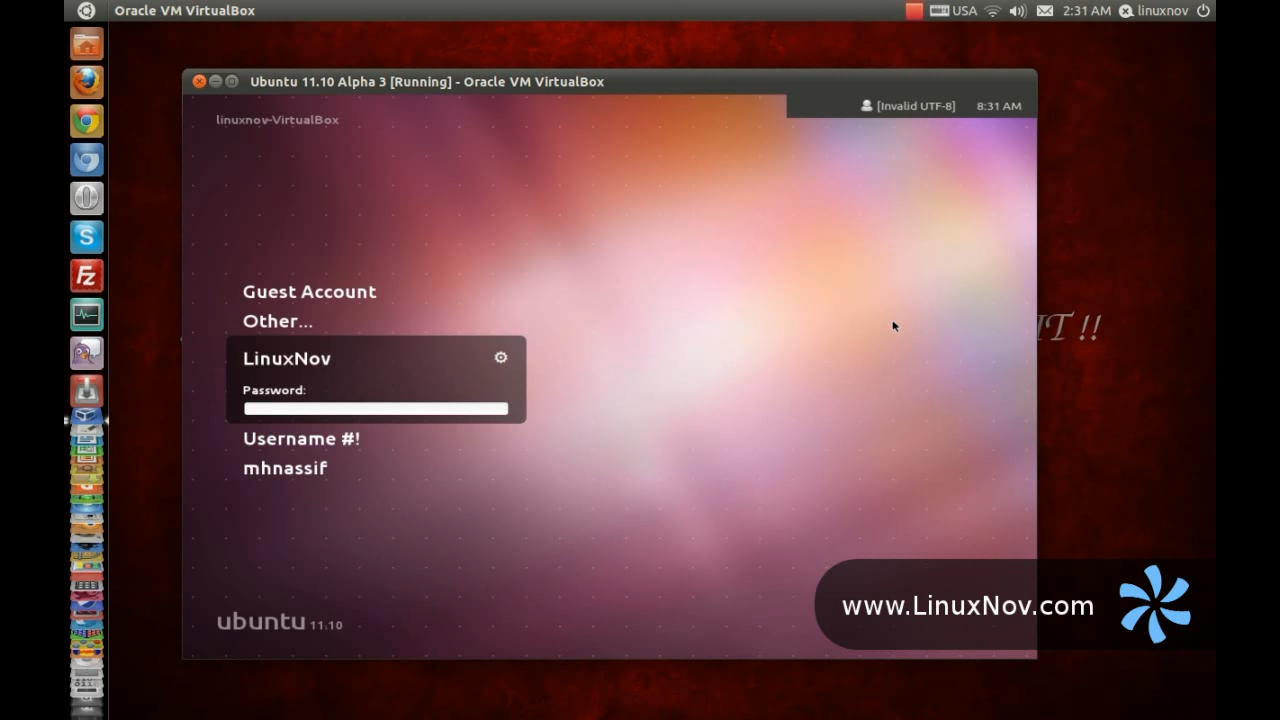 Oracle VM VirtualBox
USA 2:31 AM linuxnov
Ubuntu 11.10 Alpha 3 [Running] - Oracle VM VirtualBox
[Invalid UTF-8] 8:31 AM
linuxnov-VirtualBox
Guest Account
Other...
IT !!
LinuxNov
Password:
Username #!
mhnassif
www.LinuxNov.com
ubuntu 11.10
S
Fz